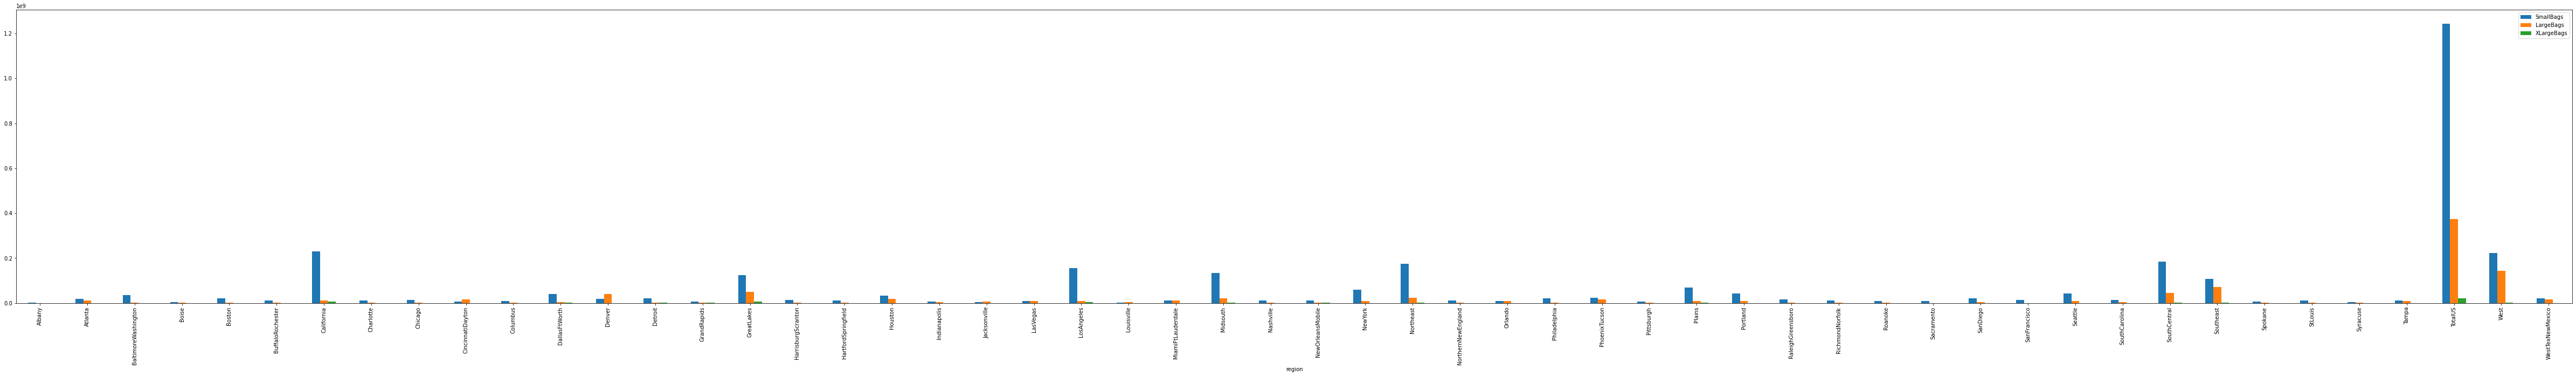 1e9
SmallBags
LargeBags
XLargeBags
1.2
1.0
0.8
0.6
0.4
0.2
0.0
Albany
Atlanta
BaltimoreWashington
Boise
Boston
BuffaloRochester
California
Charlotte
Chicago
CincinnatiDayton
Columbus
DallasFtWorth
Denver
Detroit
GrandRapids
GreatLakes
HarrisburgScranton
HartfordSpringfield
Houston
Indianapolis
Jacksonville
LasVegas
LosAngeles
Louisville
MiamiFtLauderdale
Midsouth
Nashville
NewOrleansMobile
NewYork
Northeast
NorthernNewEngland
Orlando
Philadelphia
PhoenixTucson
Pittsburgh
Plains
Portland
RaleighGreensboro
RichmondNorfolk
Roanoke
Sacramento
SanDiego
SanFrancisco
Seattle
SouthCarolina
SouthCentral
Southeast
Spokane
StLouis
Syracuse
Tampa
TotalUS
West
WestTexNewMexico
region